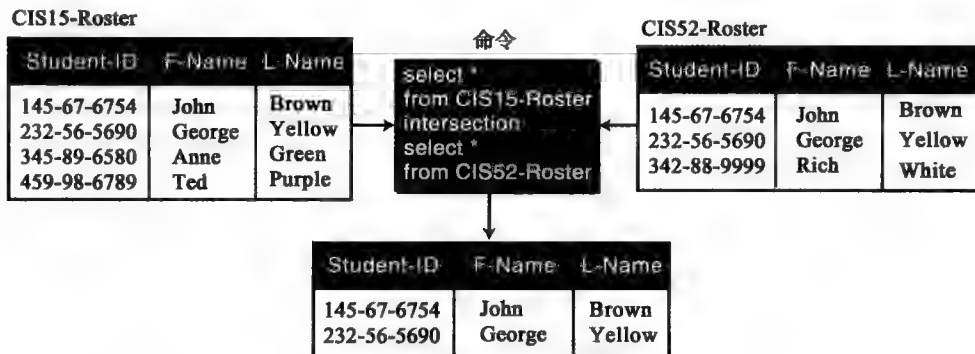 CIS15-Roster
Student-ID F-Name L-Name
145-67-6754 John Brown
232-56-5690 George Yellow
345-89-6580 Anne Green
459-98-6789 Ted Purple
命令
select *
from CIS15-Roster
intersection
select *
from CIS52-Roster
CIS52-Roster
Student-ID F-Name L-Name
145-67-6754 John Brown
232-56-5690 George Yellow
342-88-9999 Rich White
Student-ID F-Name L-Name
145-67-6754 John Brown
232-56-5690 George Yellow